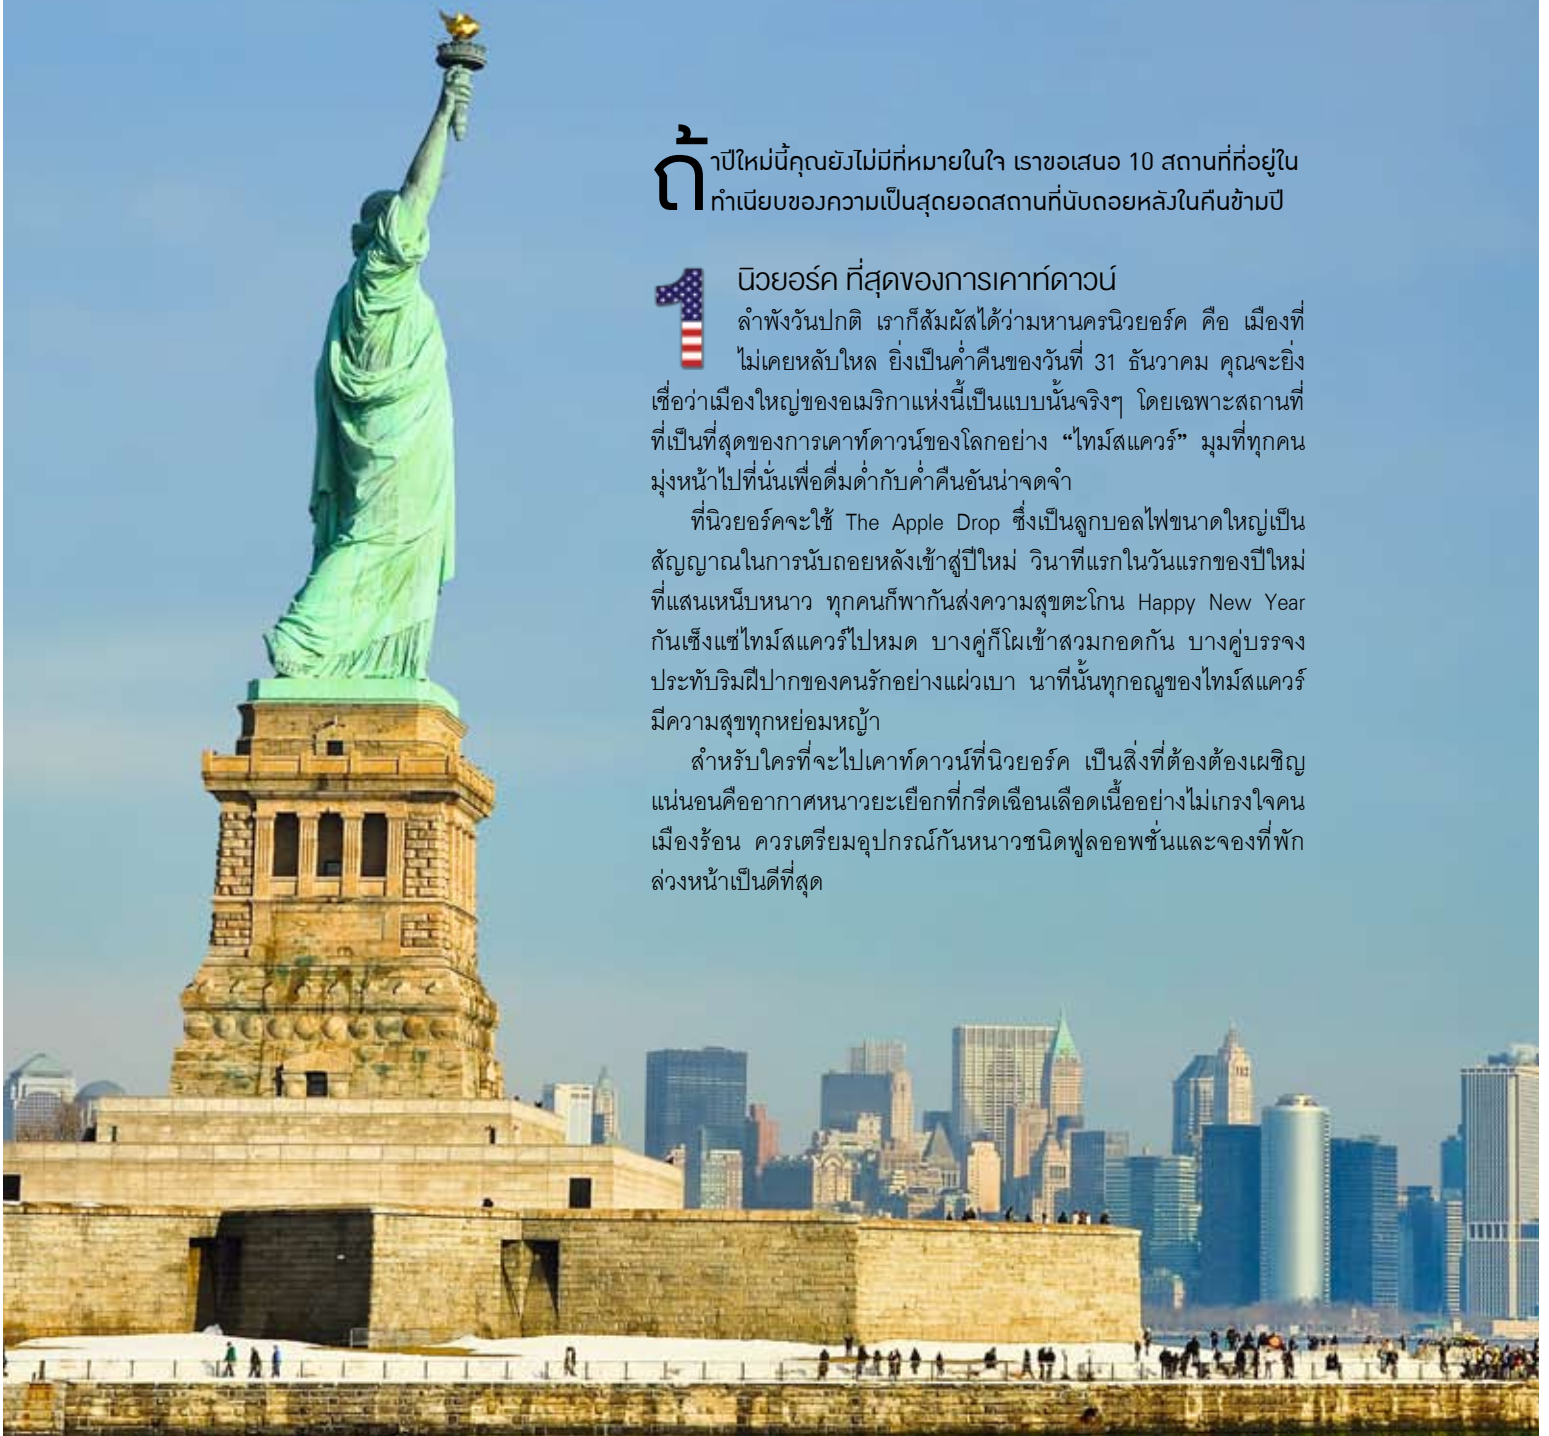 ถ้าปีใหม่นี้คุณยังไม่มีที่หมายในใจ เราขอเสนอ 10 สถานที่ที่อยู่ใน
ทำเนียบของความเป็นสุดยอดสถานที่นับถอยหลังในคืนข้ามปี
1 นิวยอร์ค ที่สุดของการเคาท์ดาวน์
ลำพังวันปกติ เราก็สัมผัสได้ว่ามหานครนิวยอร์ค คือ เมืองที่
ไม่เคยหลับใหล ยิ่งเป็นค่ำคืนของวันที่ 31 ธันวาคม คุณจะยิ่ง
เชื่อว่าเมืองใหญ่ของอเมริกาแห่งนี้เป็นแบบนั้นจริงๆ โดยเฉพาะสถานที่
ที่เป็นที่สุดของการเคาท์ดาวน์ของโลกอย่าง “ไทม์สแควร์” มุมที่ทุกคน
มุ่งหน้าไปที่นั่นเพื่อดื่มด่ำกับค่ำคืนอันน่าจดจำ
ที่นิวยอร์คจะใช้ The Apple Drop ซึ่งเป็นลูกบอลไฟขนาดใหญ่เป็น
สัญญาณในการนับถอยหลังเข้าสู่ปีใหม่ วินาทีแรกในวันแรกของปีใหม่
ที่แสนเหน็บหนาว ทุกคนก็พากันส่งความสุขตะโกน Happy New Year
กันเซ็งแซ่ไทม์สแควร์ไปหมด บางคู่ก็โผเข้าสวมกอดกัน บางคู่บรรจง
ประทับริมฝีปากของคนรักอย่างแผ่วเบา นาทีนั้นทุกอณูของไทม์สแควร์
มีความสุขทุกหย่อมหญ้า
สำหรับใครที่จะไปเคาท์ดาวน์ที่นิวยอร์ค เป็นสิ่งที่ต้องต้องเผชิญ
แน่นอนคืออากาศหนาวยะเยือกที่กรีดเฉือนเลือดเนื้ออย่างไม่เกรงใจคน
เมืองร้อน ควรเตรียมอุปกรณ์กันหนาวชนิดฟูลออพชั่นและจองที่พัก
ล่วงหน้าเป็นดีที่สุด